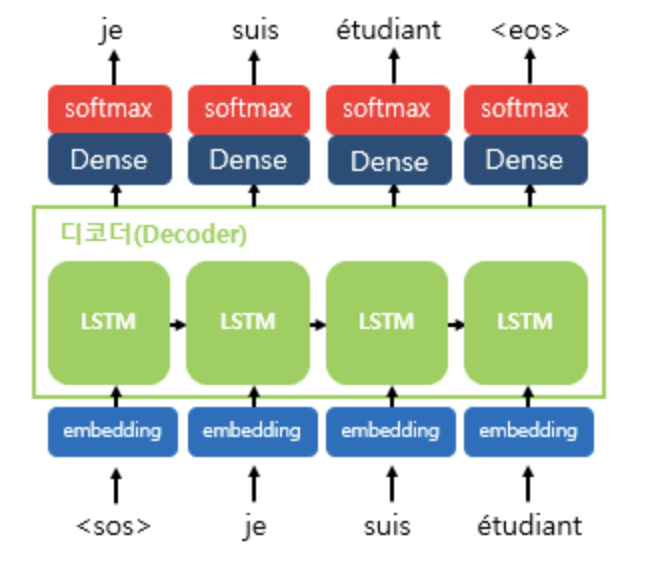 je suis étudiant <eos>
softmax softmax softmax softmax
Dense Dense Dense Dense
디코더(Decoder)
LSTM LSTM LSTM LSTM
embedding embedding embedding embedding
<sos> je suis étudiant